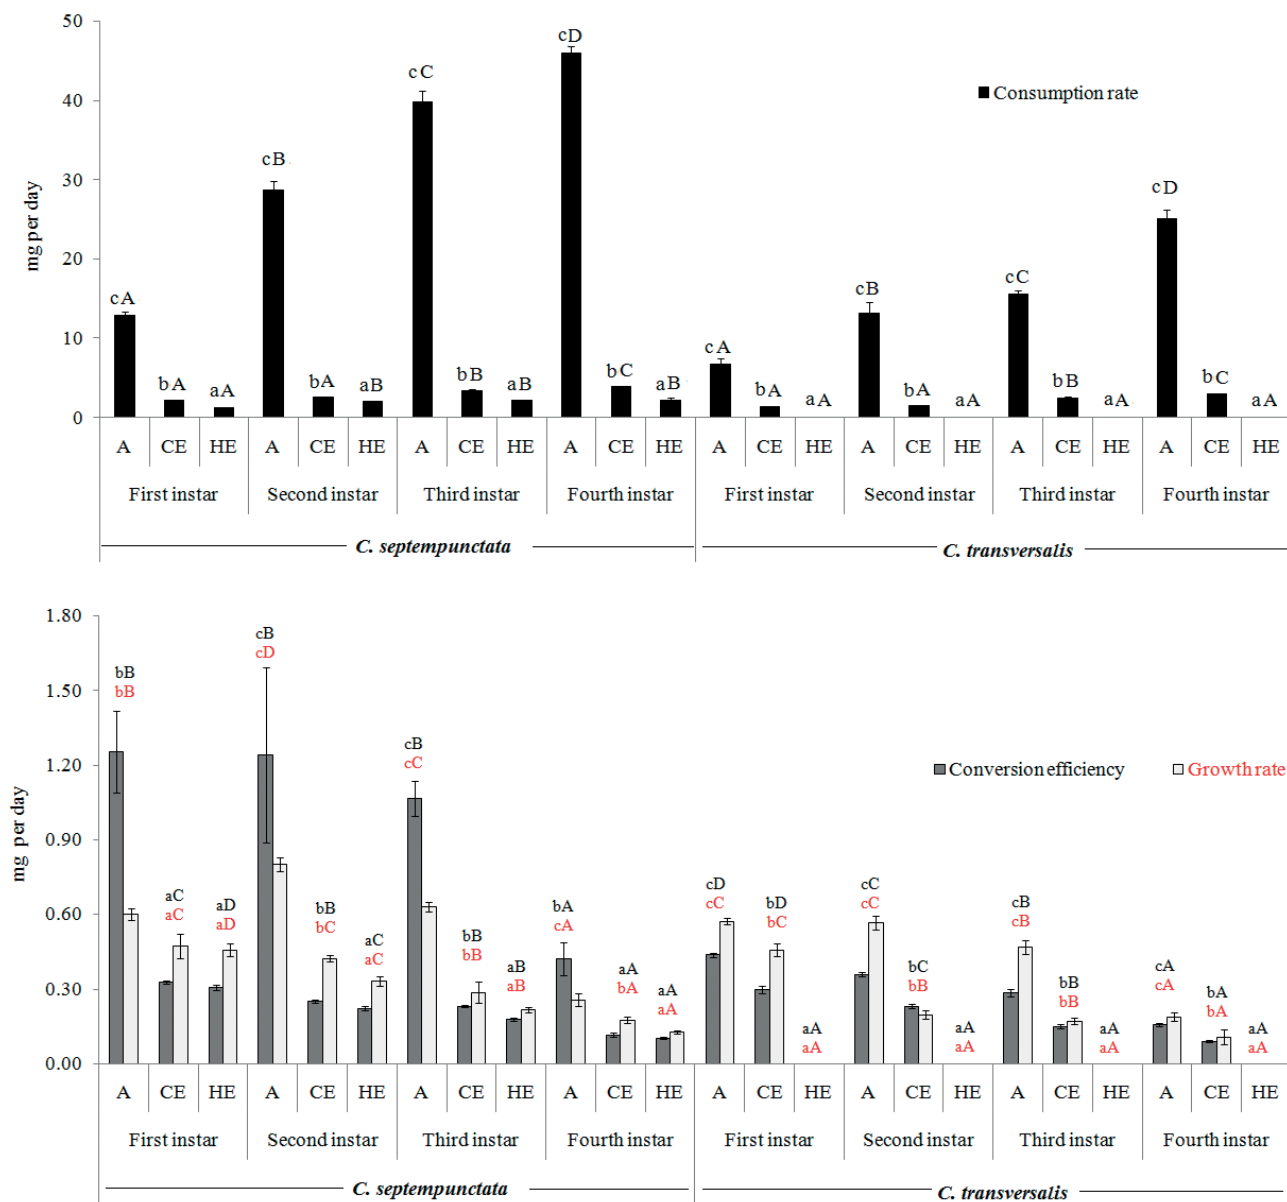 50
40
30
20
10
0
mg per day
Consumption rate
cA bA aA cB bA aB cC bB aB cD bC aB cA bA aA cB bA aA cC bB aA cD bC aA
A CE HE A CE HE A CE HE A CE HE A CE HE A CE HE A CE HE A CE HE
First instar Second instar Third instar Fourth instar First instar Second instar Third instar Fourth instar
C. septempunctata C. transversalis
1.80
1.50
1.20
0.90
0.60
0.30
0.00
mg per day
Conversion efficiency Growth rate
bB aC aD cB bB aC cB bB aB bA aA aA cD bD aA cC bC aA cB bB aA cA bA aA
bB aC aD cD bC aC cC bB aB cA bA aA cC bC aA cC bB aA cB bB aA cA bA aA
A CE HE A CE HE A CE HE A CE HE A CE HE A CE HE A CE HE A CE HE
First instar Second instar Third instar Fourth instar First instar Second instar Third instar Fourth instar
C. septempunctata C. transversalis